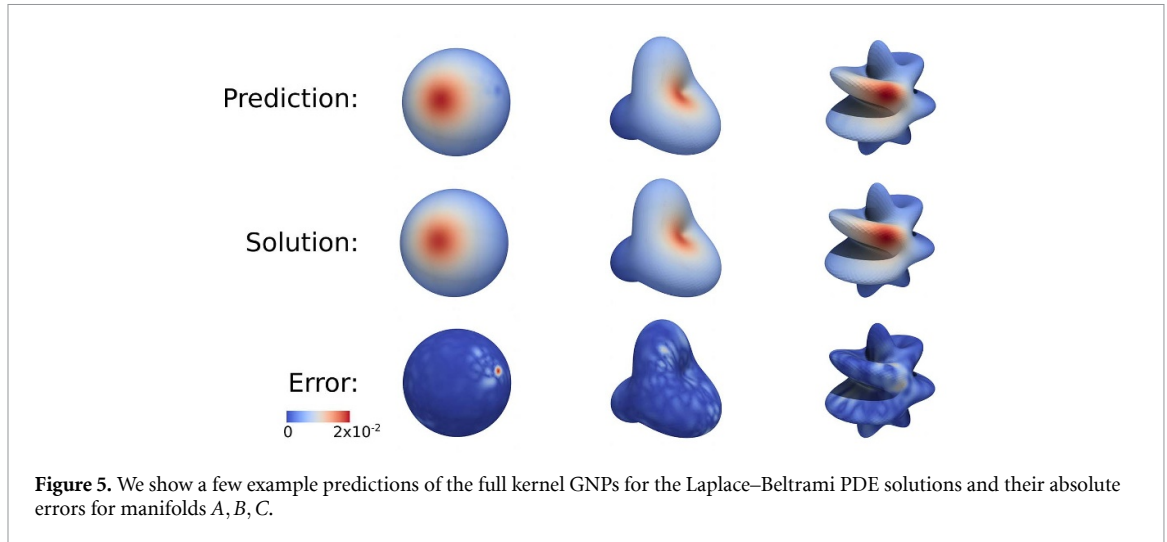 Prediction:
Solution:
Error:
0 2x10⁻²
Figure 5. We show a few example predictions of the full kernel GNPs for the Laplace–Beltrami PDE solutions and their absolute
errors for manifolds A, B, C.